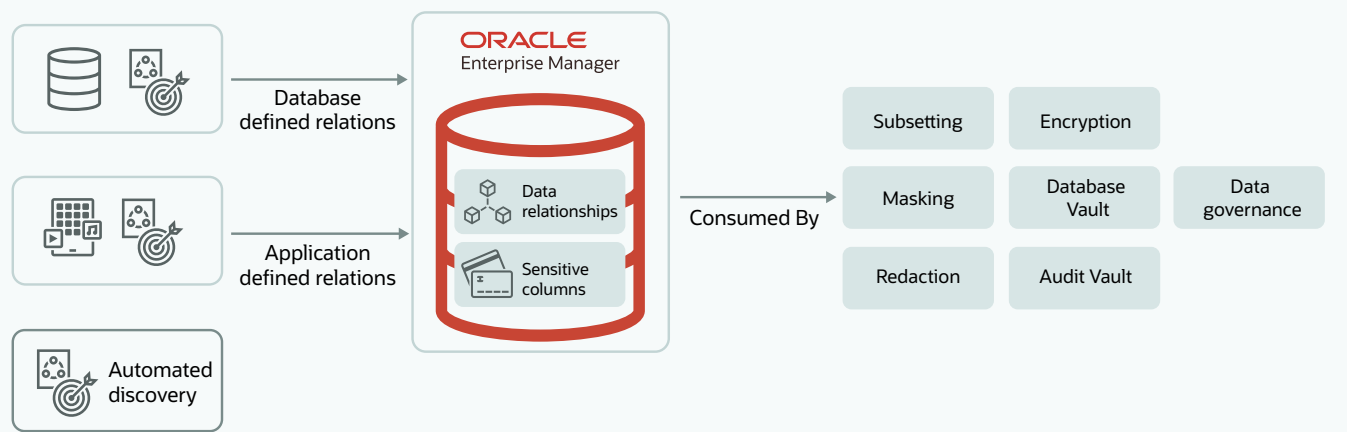 Database
defined relations
Application
defined relations
Automated
discovery
ORACLE
Enterprise Manager
Data
relationships
Sensitive
columns
Consumed By
Subsetting
Encryption
Masking
Database
Vault
Data
governance
Redaction
Audit Vault